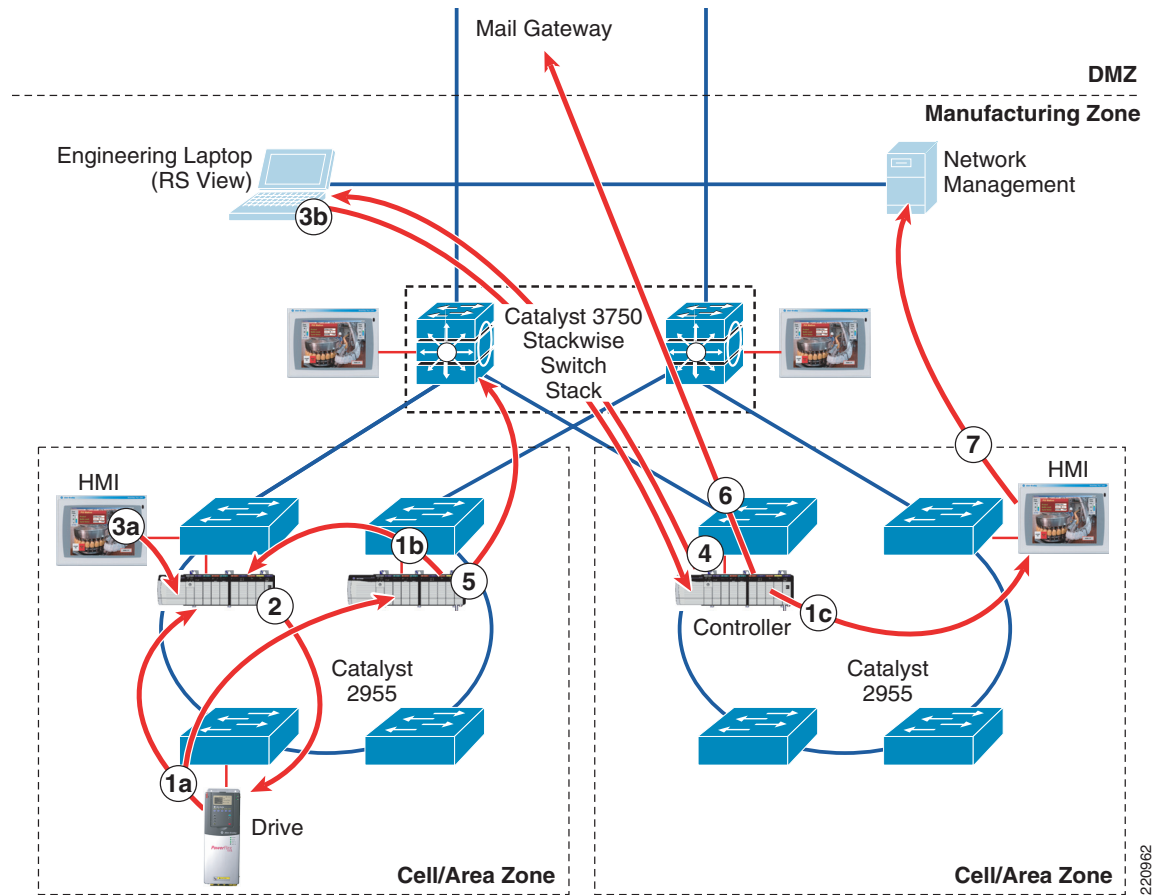 Mail Gateway
DMZ
Manufacturing Zone
Engineering Laptop
(RS View)
Network
Management
3b
Catalyst 3750
Stackwise
Switch
Stack
7
HMI
HMI
6
3a
1b
4
5
2
1c
Controller
Catalyst
2955
Catalyst
2955
1a
Drive
Cell/Area Zone
Cell/Area Zone
220962